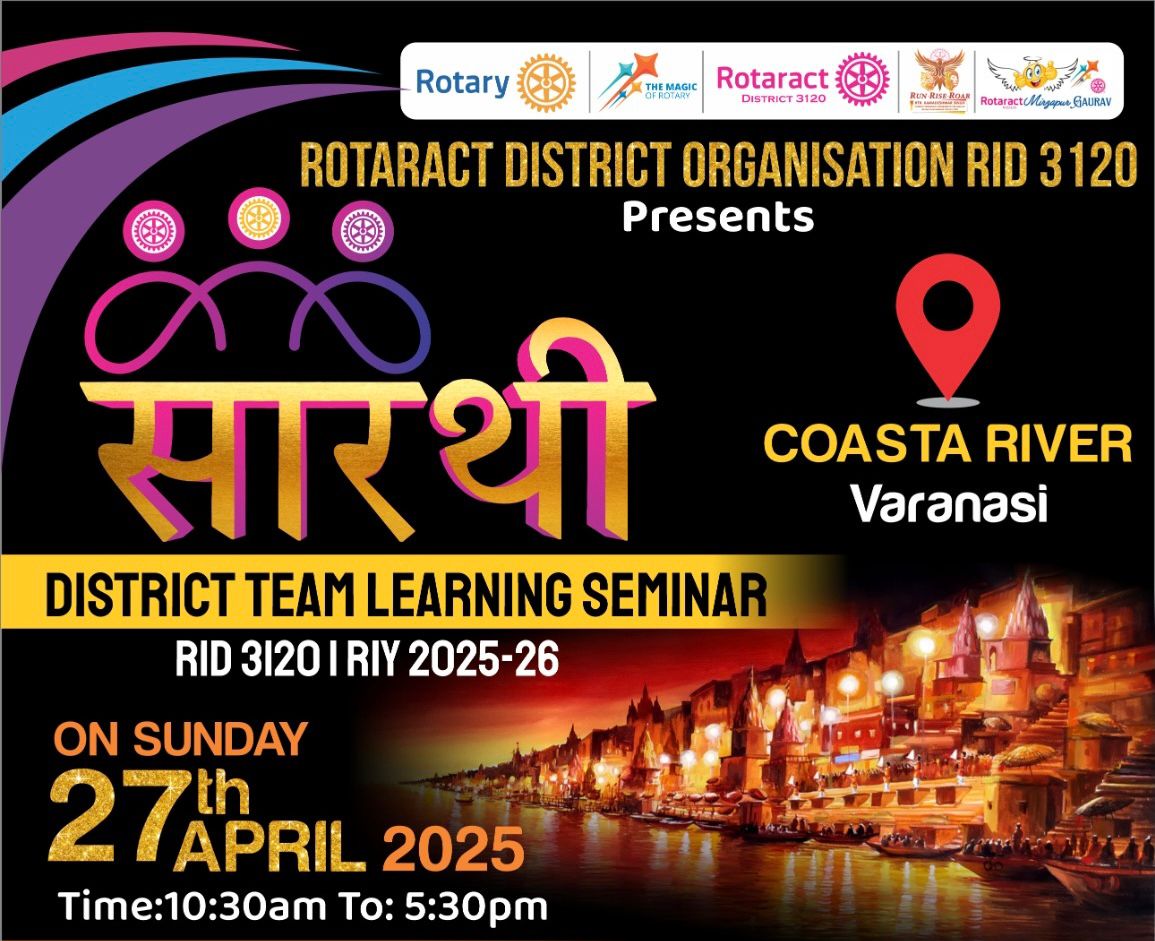 Rotary
THE MAGIC
OF ROTARY
Rotaract
DISTRICT 3120
RUN-RISE-ROAR
Rotaract Mirzapur GAURAV
ROTARACT DISTRICT ORGANISATION RID 3120
Presents
सारथी
COASTA RIVER
Varanasi
DISTRICT TEAM LEARNING SEMINAR
RID 3120 | RIY 2025-26
ON SUNDAY
27th
APRIL 2025
Time:10:30am To: 5:30pm